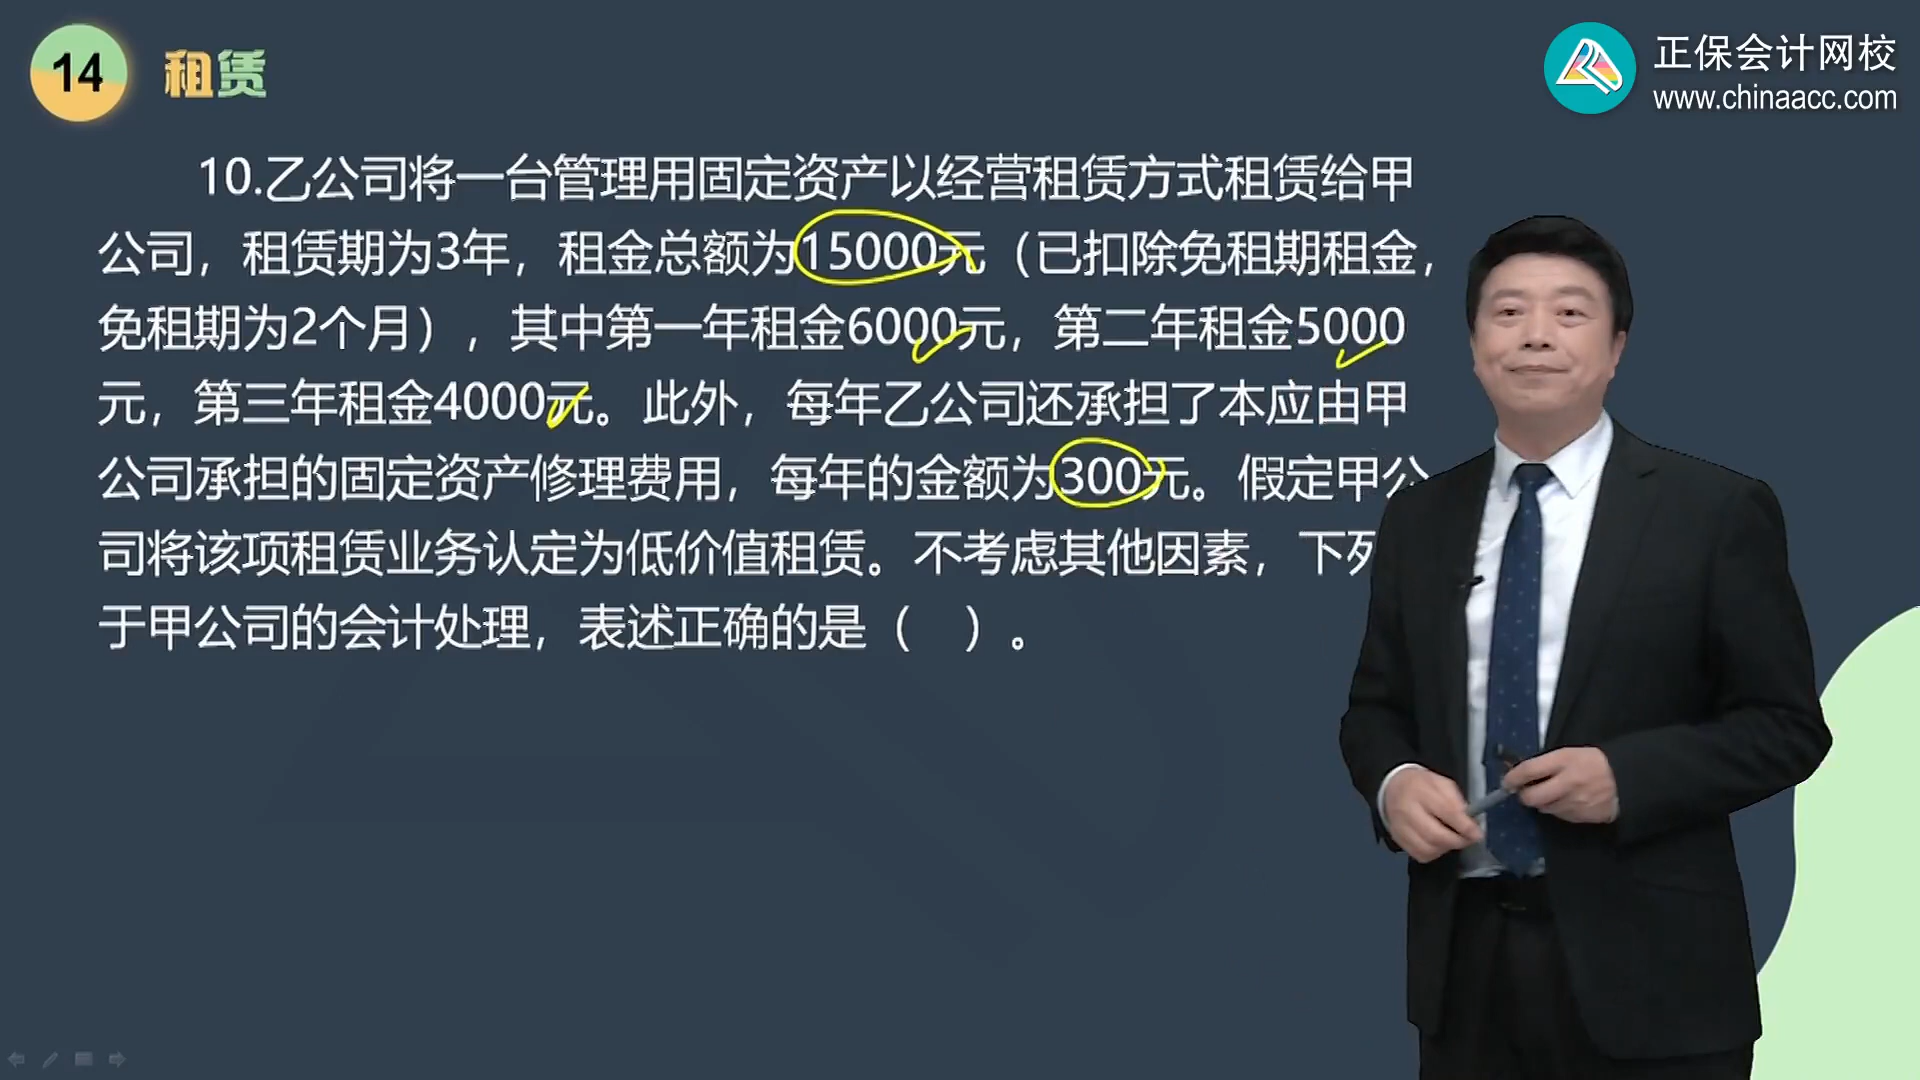 14 租赁
正保会计网校
www.chinaacc.com
10.乙公司将一台管理用固定资产以经营租赁方式租赁给甲
公司，租赁期为3年，租金总额为15000元（已扣除免租期租金，
免租期为2个月），其中第一年租金6000元，第二年租金5000
元，第三年租金4000元。此外，每年乙公司还承担了本应由甲
公司承担的固定资产修理费用，每年的金额为300元。假定甲公
司将该项租赁业务认定为低价值租赁。不考虑其他因素，下列
于甲公司的会计处理，表述正确的是（ ）。